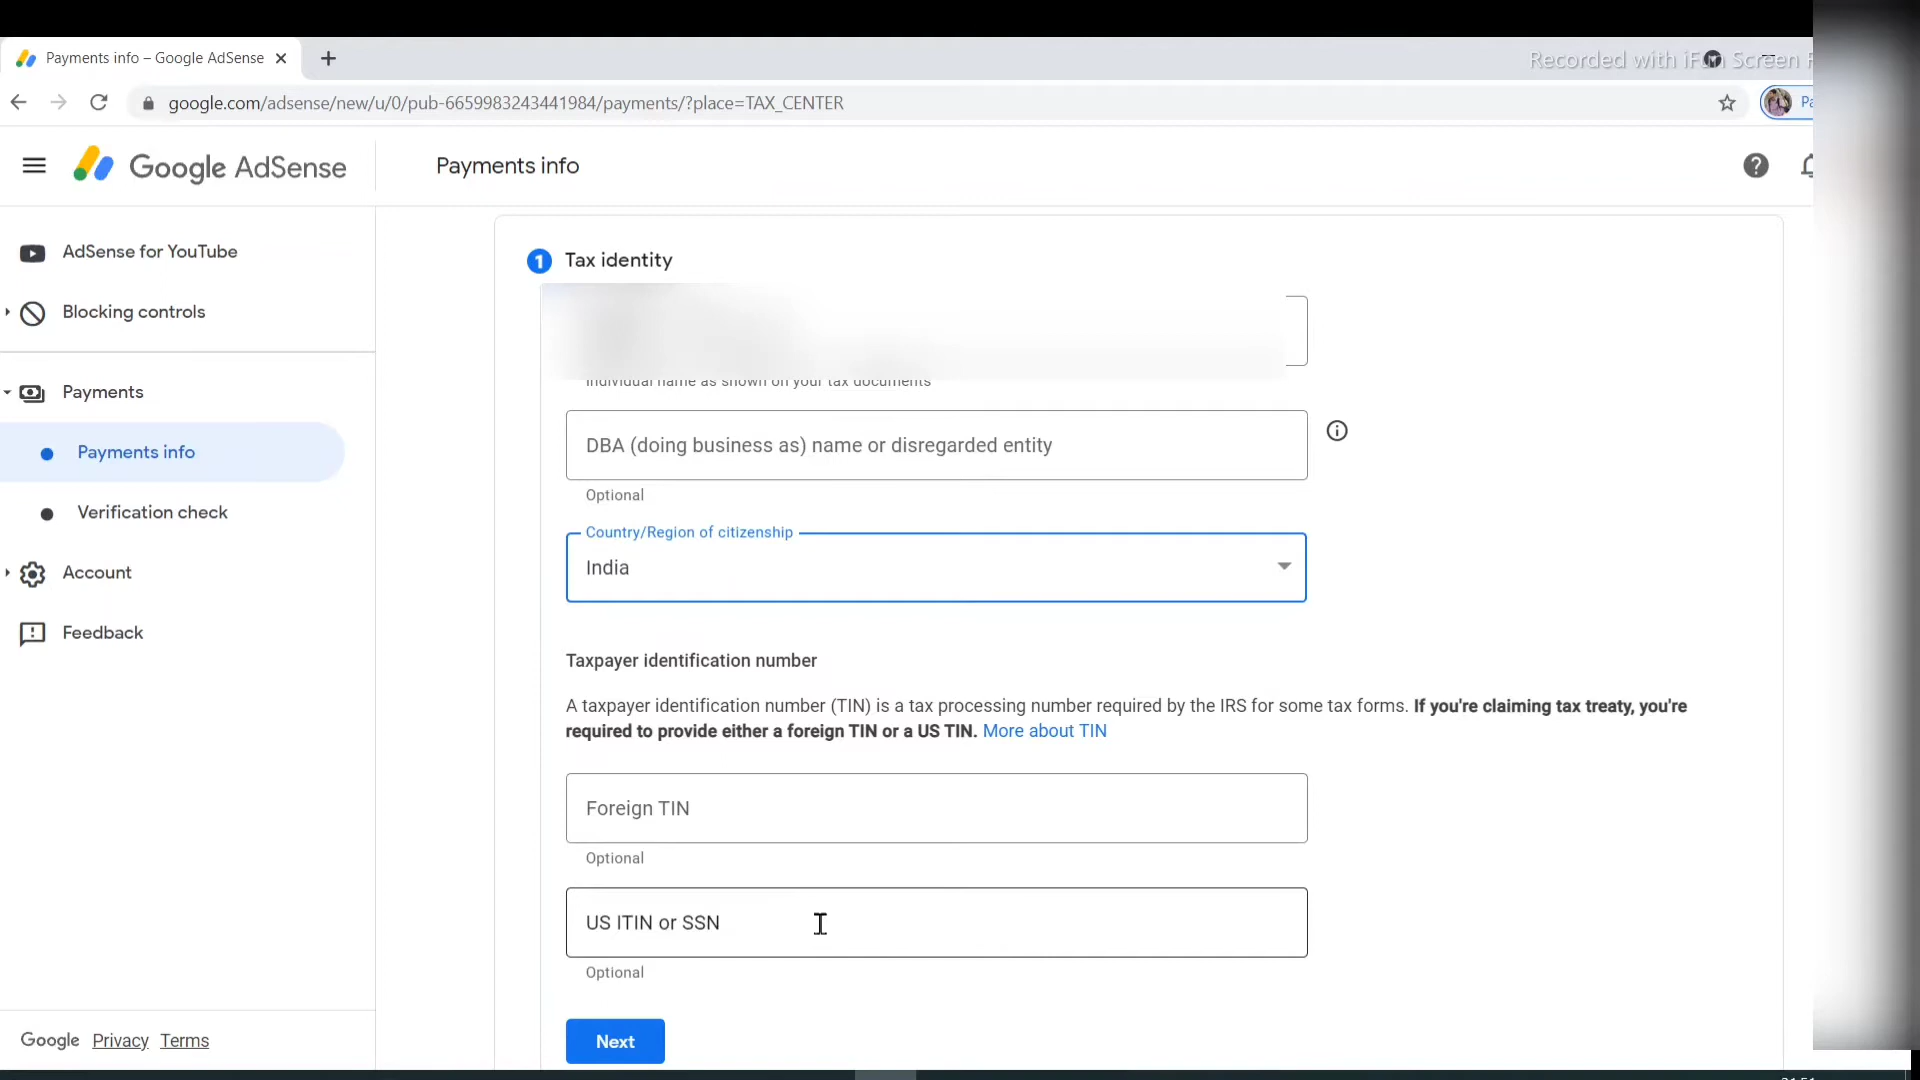 Payments info – Google AdSense
Recorded with iFun Screen
google.com/adsense/new/u/0/pub-6659983243441984/payments/?place=TAX_CENTER
Pa
Google AdSense
Payments info
AdSense for YouTube
Blocking controls
Payments
Payments info
Verification check
Account
Feedback
Google Privacy Terms
1 Tax identity
Individual name as shown on your tax documents
DBA (doing business as) name or disregarded entity
Optional
Country/Region of citizenship
India
Taxpayer identification number
A taxpayer identification number (TIN) is a tax processing number required by the IRS for some tax forms. If you're claiming tax treaty, you're
required to provide either a foreign TIN or a US TIN. More about TIN
Foreign TIN
Optional
US ITIN or SSN
Optional
Next